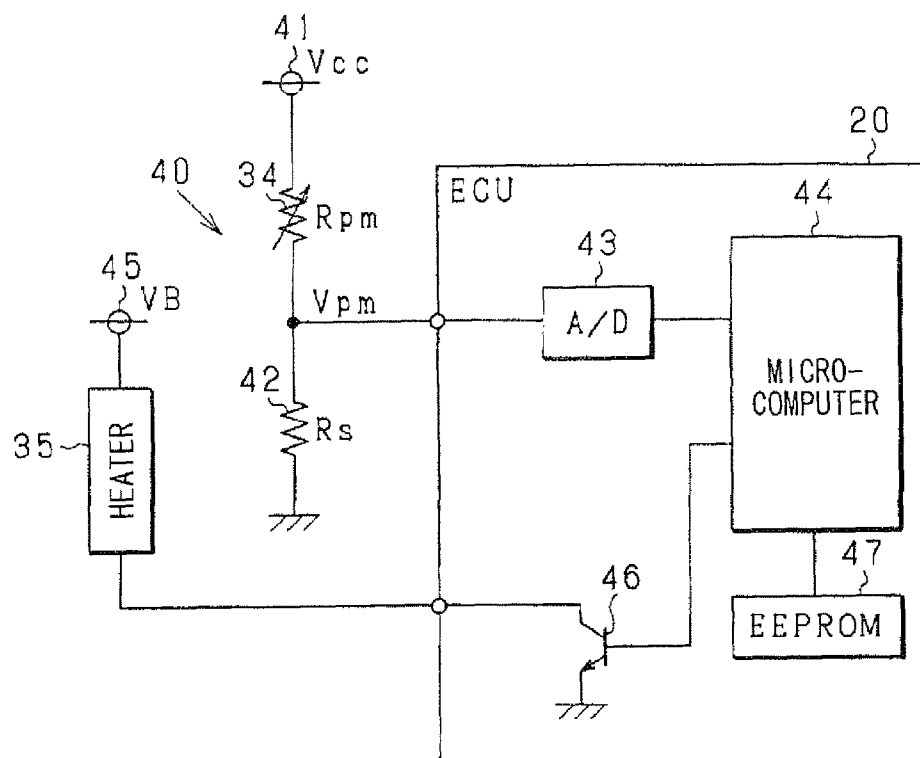 41
Vcc
20
40
34
Rpm
ECU
44
43
45
VB
Vpm
A/D
MICRO-
COMPUTER
42
Rs
35
HEATER
46
47
EEPROM